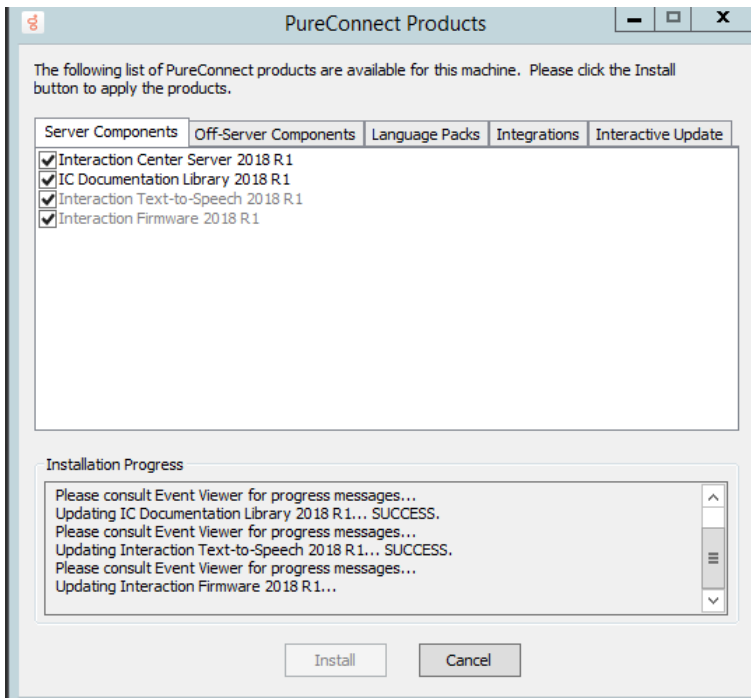 PureConnect Products
The following list of PureConnect products are available for this machine. Please click the Install
button to apply the products.
Server Components Off-Server Components Language Packs Integrations Interactive Update
Interaction Center Server 2018 R1
IC Documentation Library 2018 R1
Interaction Text-to-Speech 2018 R1
Interaction Firmware 2018 R1
Installation Progress
Please consult Event Viewer for progress messages...
Updating IC Documentation Library 2018 R1... SUCCESS.
Please consult Event Viewer for progress messages...
Updating Interaction Text-to-Speech 2018 R1... SUCCESS.
Please consult Event Viewer for progress messages...
Updating Interaction Firmware 2018 R1...
Install Cancel